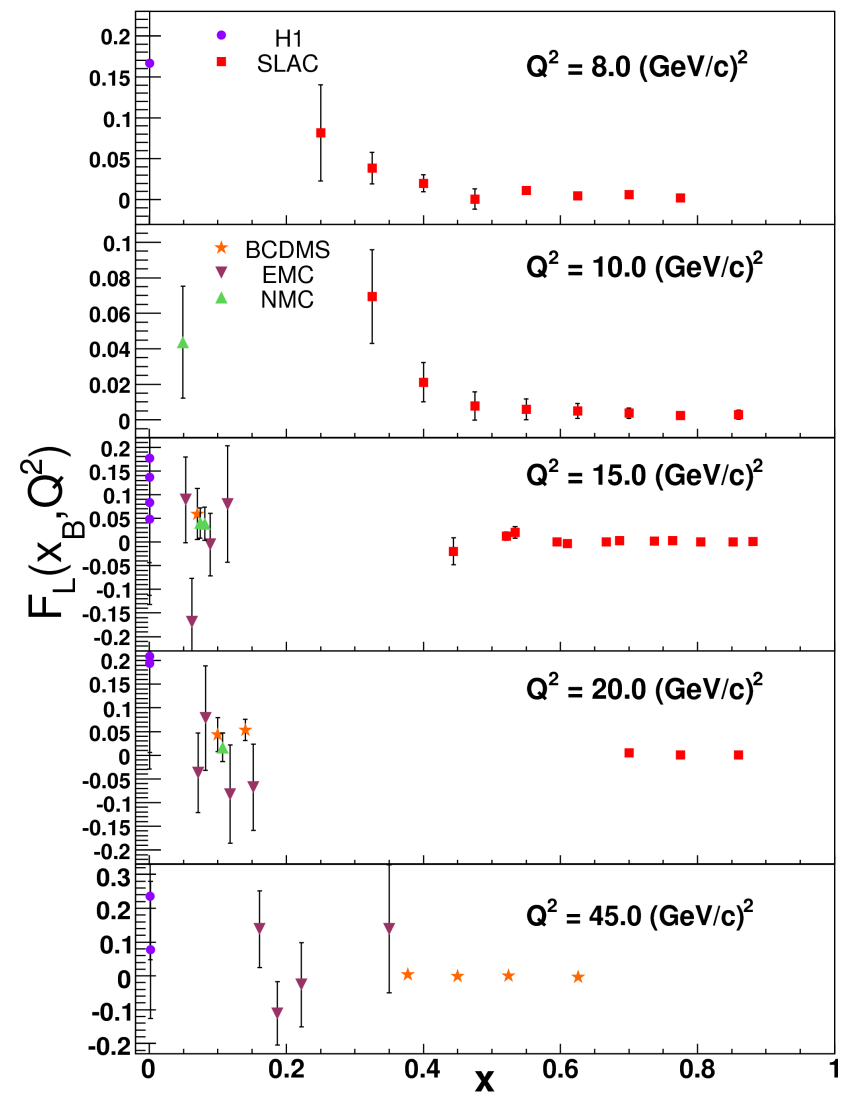 H1
SLAC
Q² = 8.0 (GeV/c)²
0.2
0.15
0.1
0.05
0
BCDMS
EMC
NMC
Q² = 10.0 (GeV/c)²
0.1
0.08
0.06
0.04
0.02
0
Q² = 15.0 (GeV/c)²
0.2
0.15
0.1
0.05
0
-0.05
-0.1
-0.15
-0.2
F_L(x_B,Q²)
Q² = 20.0 (GeV/c)²
0.2
0.15
0.1
0.05
0
-0.05
-0.1
-0.15
-0.2
Q² = 45.0 (GeV/c)²
0.3
0.2
0.1
0
-0.1
-0.2
0 0.2 0.4 0.6 0.8 1
x